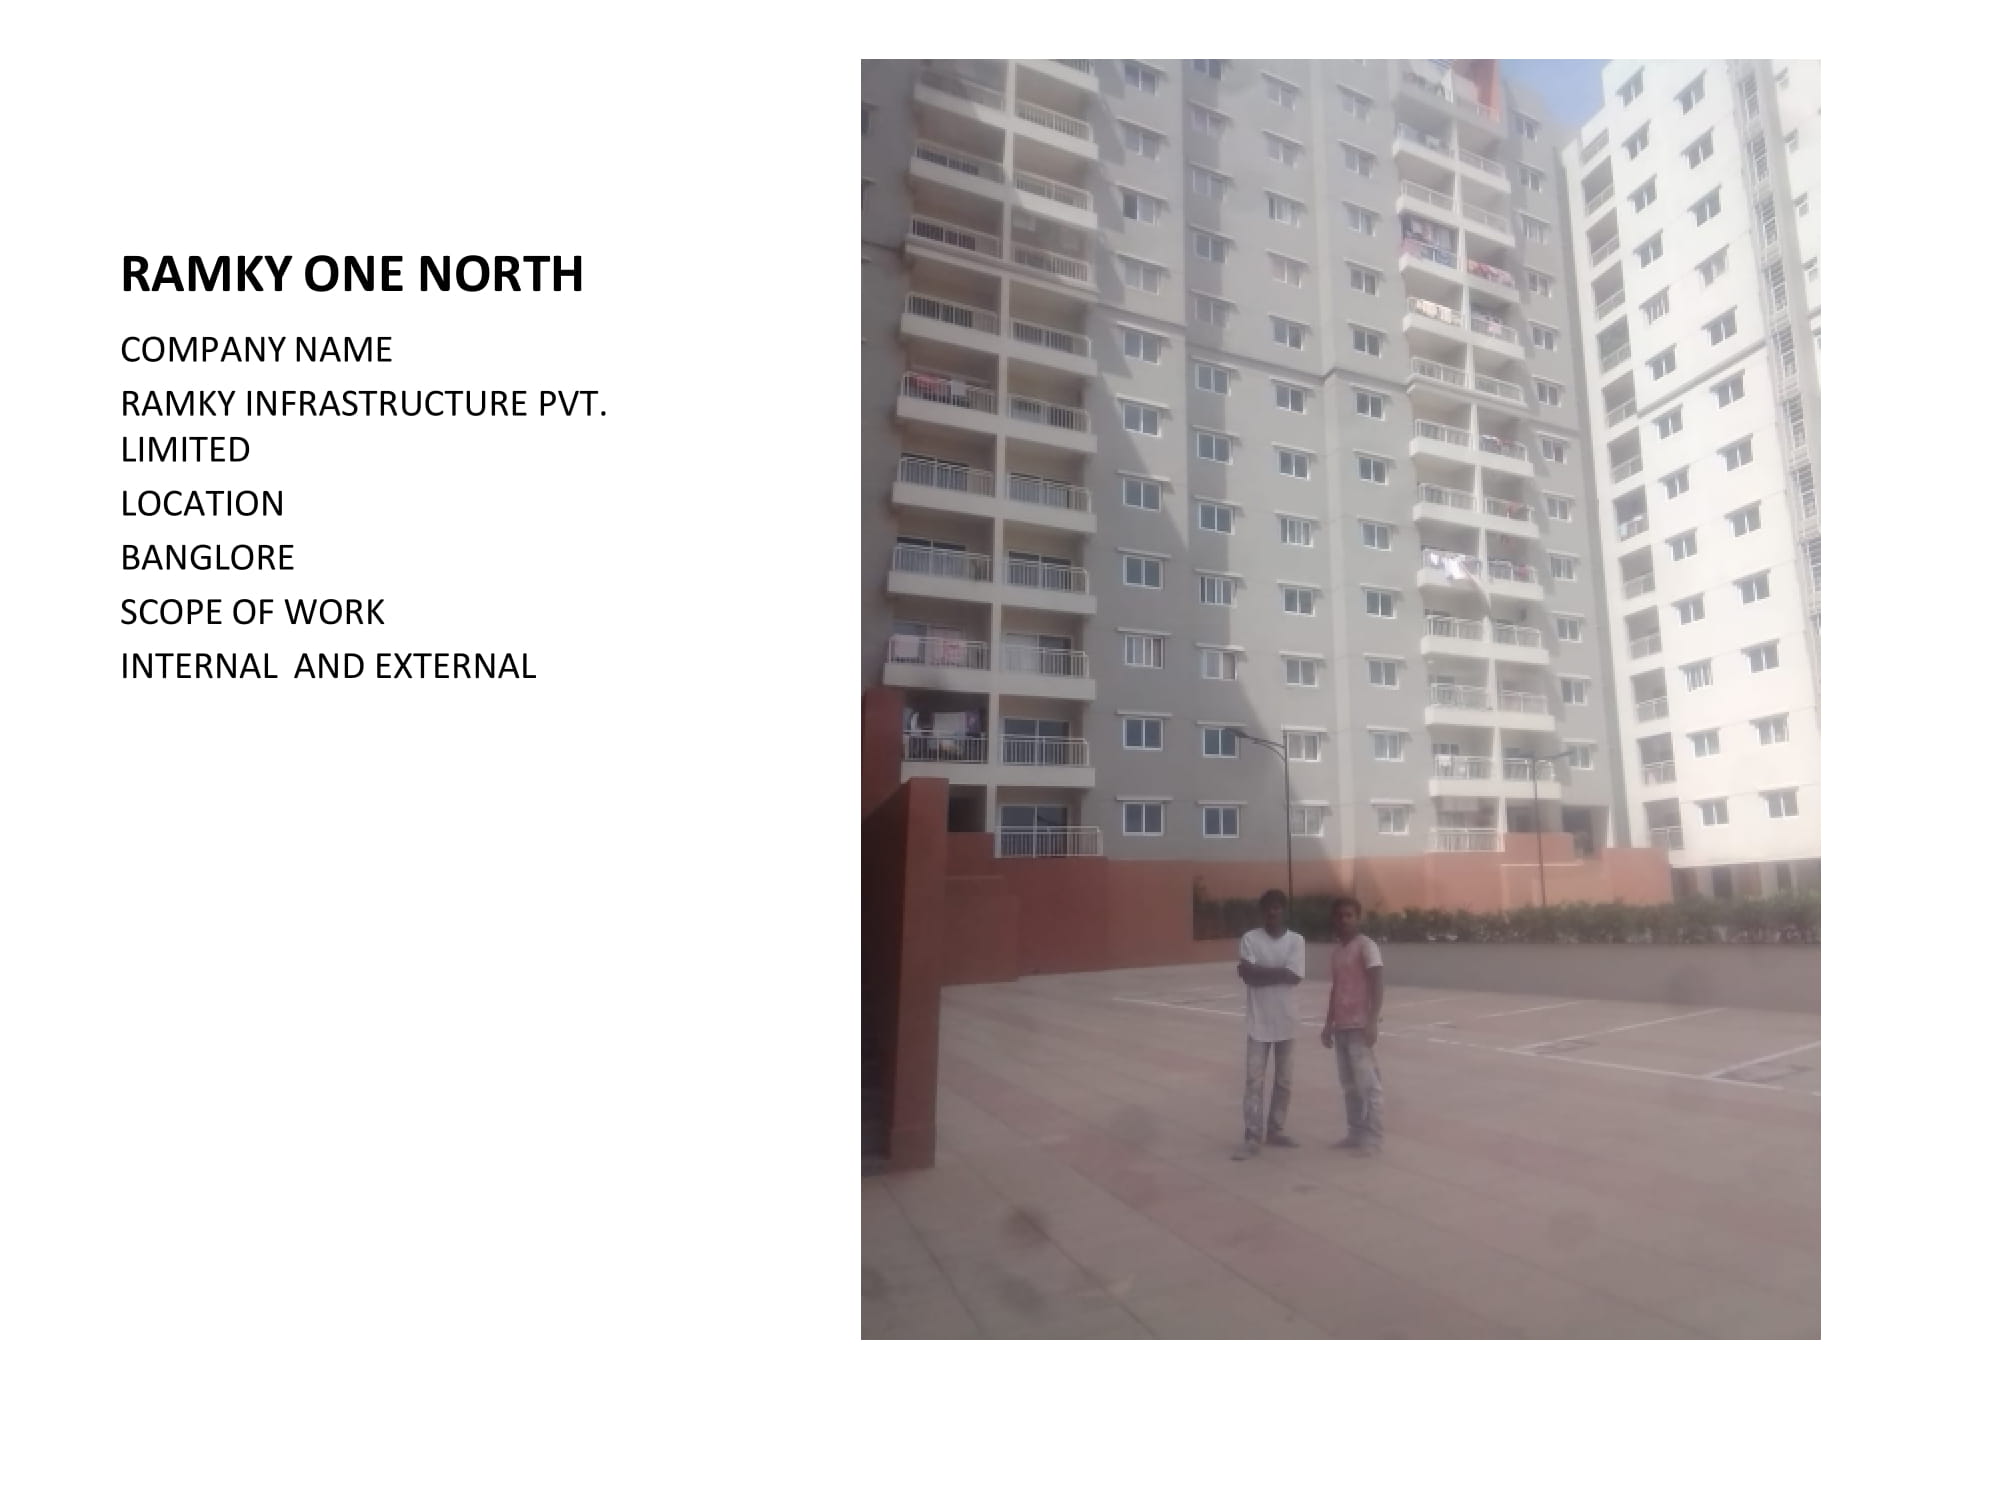 RAMKY ONE NORTH
COMPANY NAME
RAMKY INFRASTRUCTURE PVT.
LIMITED
LOCATION
BANGLORE
SCOPE OF WORK
INTERNAL  AND EXTERNAL